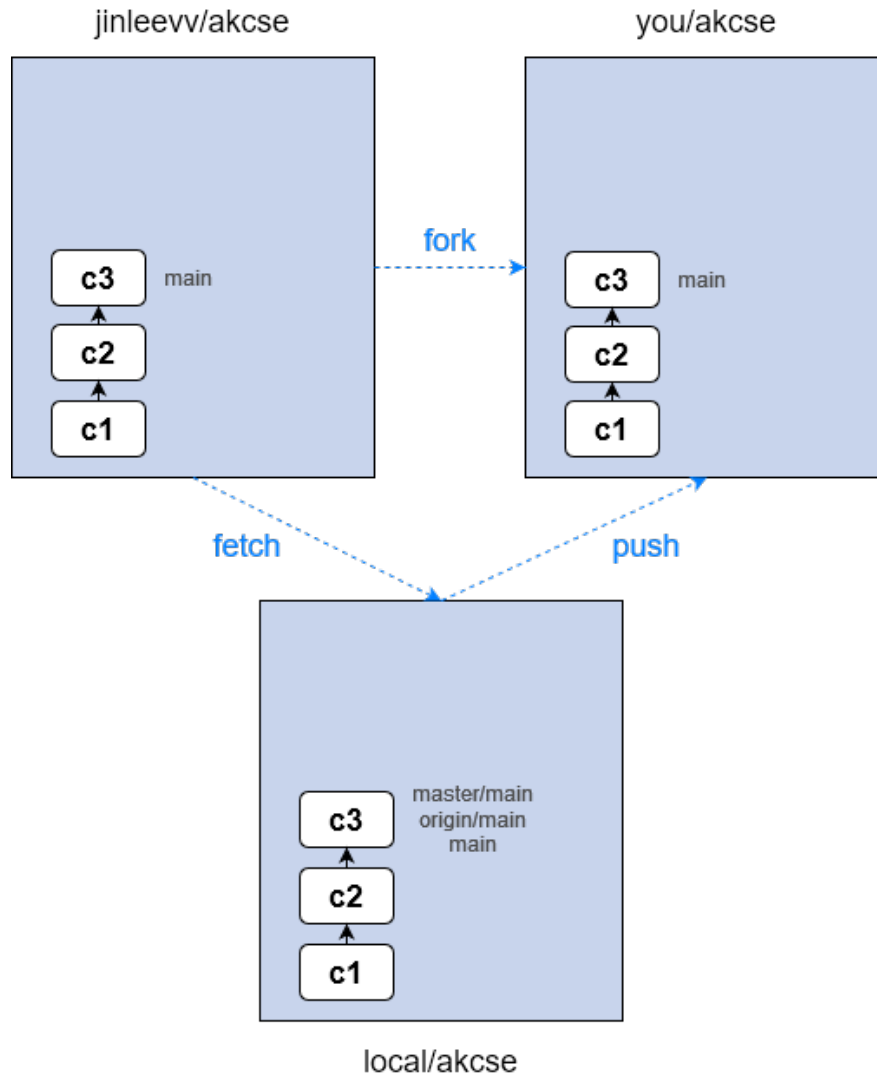 jinleevv/akcse
you/akcse
fork
c3
main
c2
c1
c3
main
c2
c1
fetch
push
c3
master/main
origin/main
main
c2
c1
local/akcse